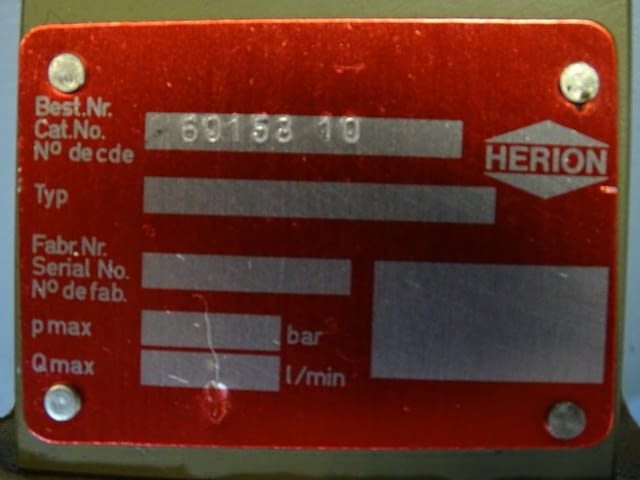 Best.Nr.
Cat.No. 60153 10
Nº de cde
HERION
Typ
Fabr.Nr.
Serial No.
Nº de fab.
p max bar
Q max l/min